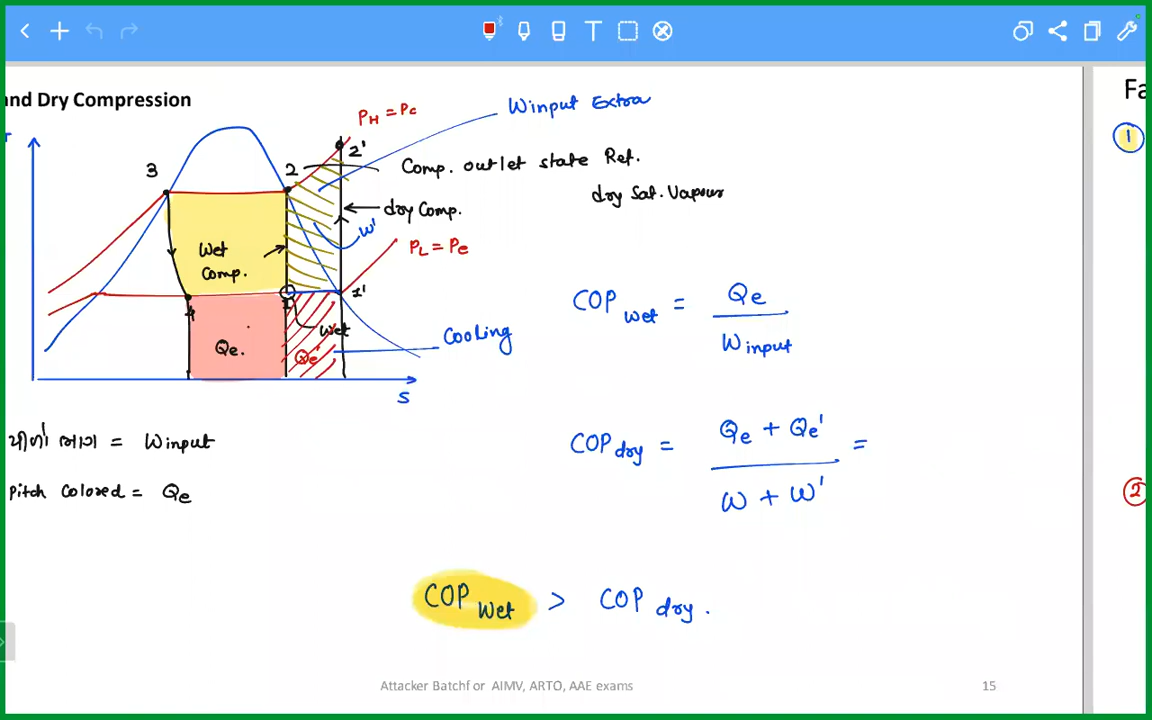 and Dry Compression
Fa
T
PH = Pc
Winput Extra
3
2
2'
Comp. outlet state Ref.
dry Sat. Vapour
dry Comp.
W'
PL = Pe
Wet
Comp.
1
1'
4
Wet
Qe.
Qe'
Cooling
S
COP wet = Qe
Winput
COP dry = Qe + Qe' =
W + W'
= Winput
Pitch Colored = Qe
COP Wet > COP dry.
1
2
Attacker Batchf or AIMV, ARTO, AAE exams
15